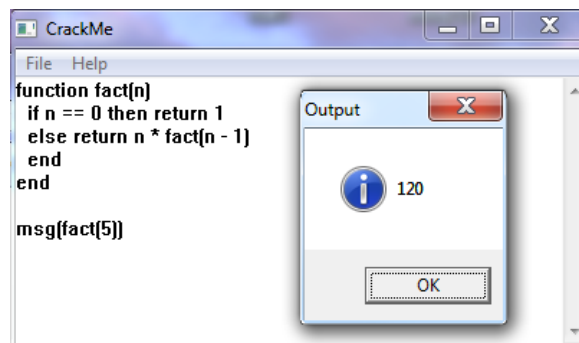 CrackMe
File Help
function fact(n)
  if n == 0 then return 1
  else return n * fact(n - 1)
  end
end

msg(fact(5))
Output
120
OK